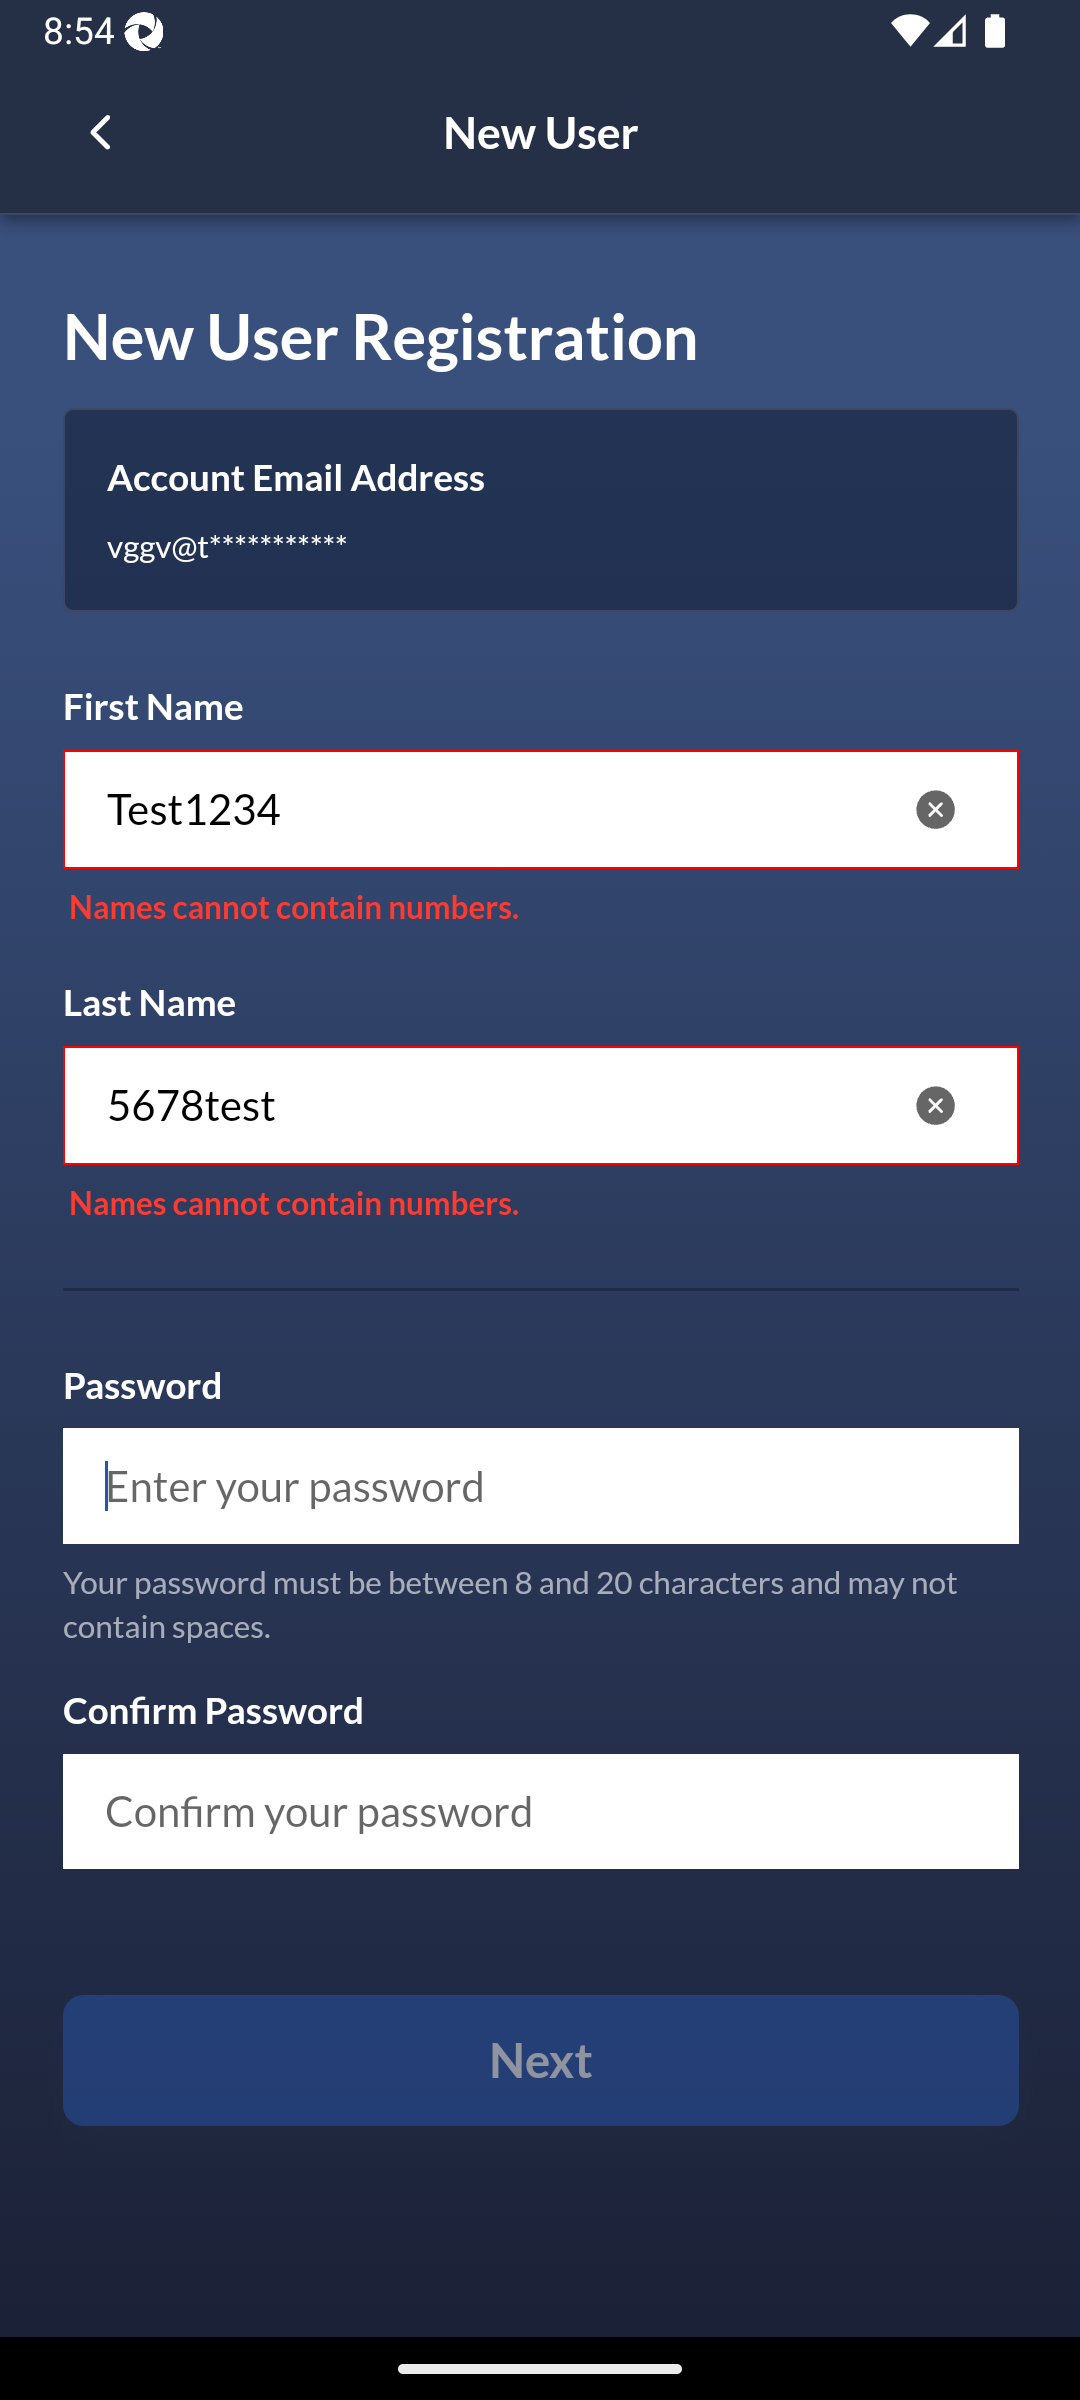 8:54
New User
New User Registration
Account Email Address
vggv@t***********
First Name
Test1234
Names cannot contain numbers.
Last Name
5678test
Names cannot contain numbers.
Password
Enter your password
Your password must be between 8 and 20 characters and may not
contain spaces.
Confirm Password
Confirm your password
Next